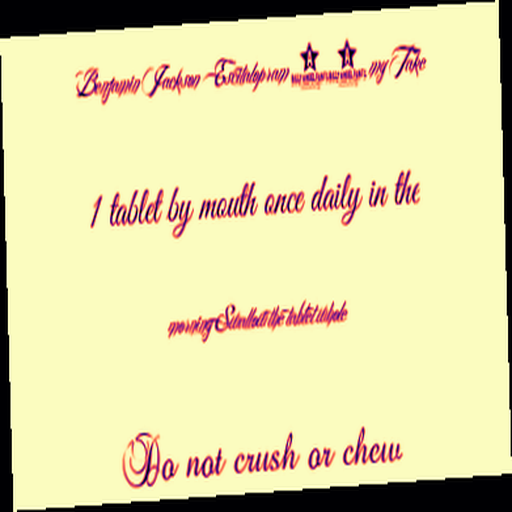 Benjamin Jackson - Escitalopram mg Take
1 tablet by mouth once daily in the
morning Swallow the tablet whole
Do not crush or chew